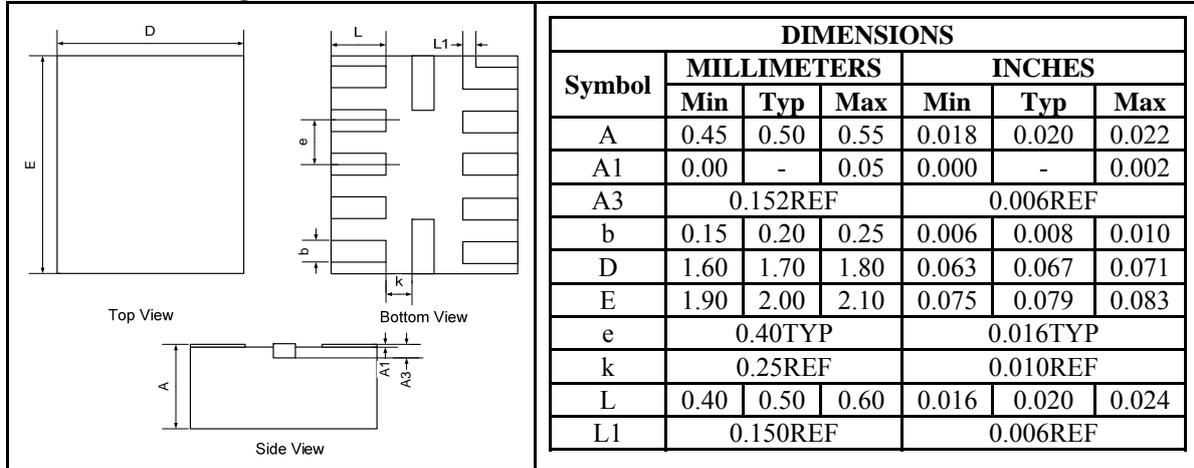 D
E
Top View
L
L1
e
b
k
Bottom View
A
A1
A3
Side View
DIMENSIONS
Symbol MILLIMETERS INCHES
Min Typ Max Min Typ Max
A 0.45 0.50 0.55 0.018 0.020 0.022
A1 0.00 - 0.05 0.000 - 0.002
A3 0.152REF 0.006REF
b 0.15 0.20 0.25 0.006 0.008 0.010
D 1.60 1.70 1.80 0.063 0.067 0.071
E 1.90 2.00 2.10 0.075 0.079 0.083
e 0.40TYP 0.016TYP
k 0.25REF 0.010REF
L 0.40 0.50 0.60 0.016 0.020 0.024
L1 0.150REF 0.006REF